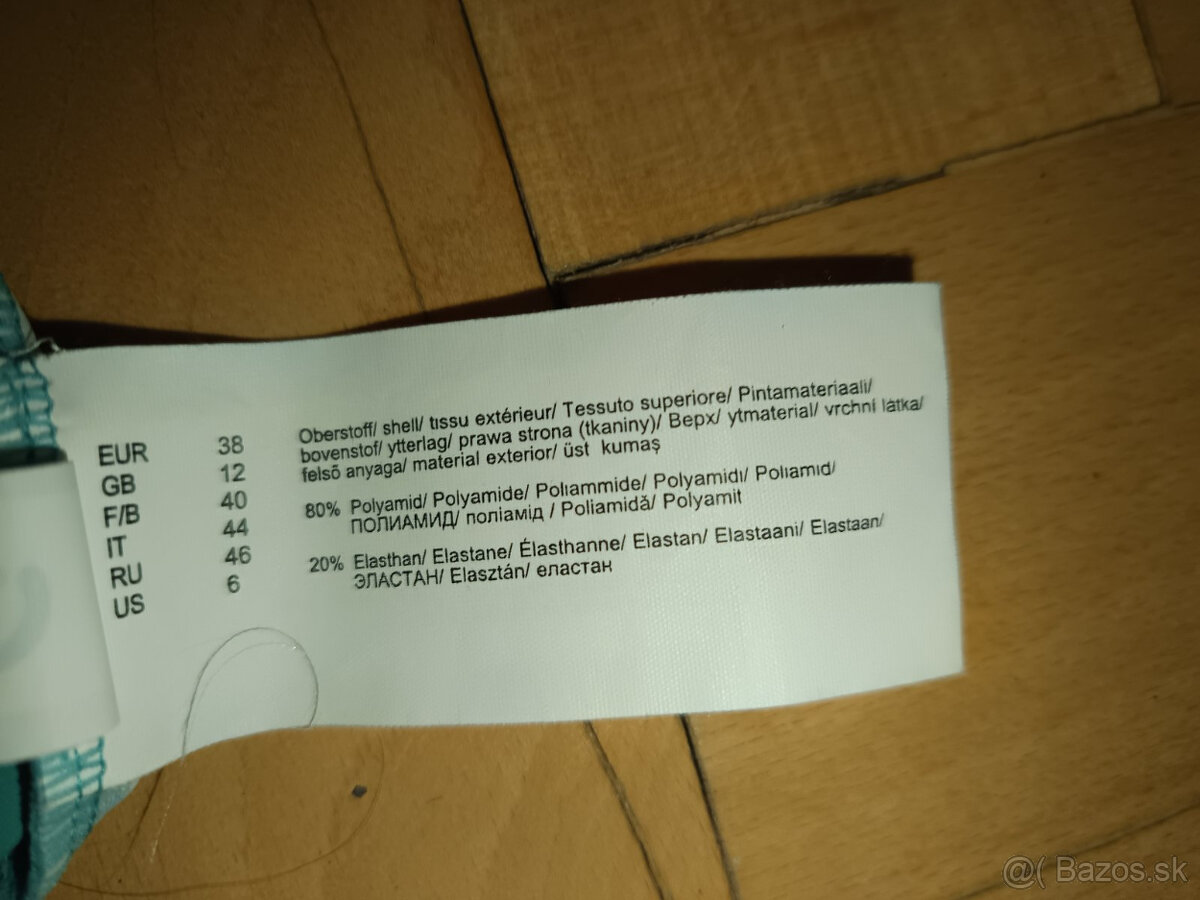 EUR 38
GB 12
F/B 40
IT 44
RU 46
US 6
Oberstoff/ shell/ tissu extérieur/ Tessuto superiore/ Pintamateriaali/
bovenstof/ ytterlag/ prawa strona (tkaniny)/ Верх/ ytmaterial/ vrchní látka/
felső anyaga/ material exterior/ üst kumaş
80% Polyamid/ Polyamide/ Poliammide/ Polyamidi/ Poliamid/
ПОЛИАМИД/ поліамід / Poliamidă/ Polyamit
20% Elasthan/ Elastane/ Élasthanne/ Elastan/ Elastaani/ Elastaan/
ЭЛАСТАН/ Elasztán/ еластак
@( Bazos.sk